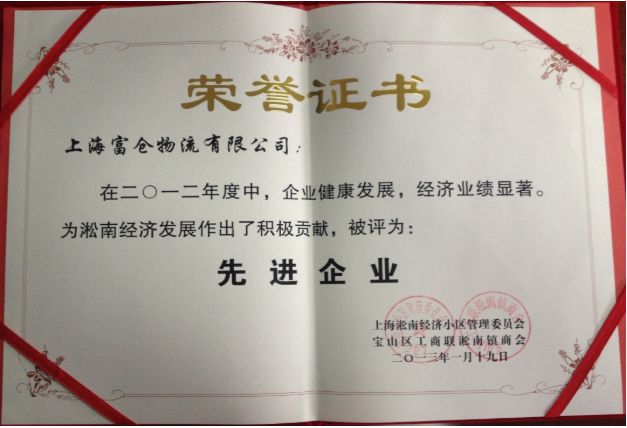 荣誉证书
上海富仓物流有限公司：
在二〇一二年度中，企业健康发展，经济业绩显著。
为淞南经济发展作出了积极贡献，被评为：
先进企业
上海淞南经济小区管理委员会
宝山区工商联淞南镇商会
二〇一三年一月十九日